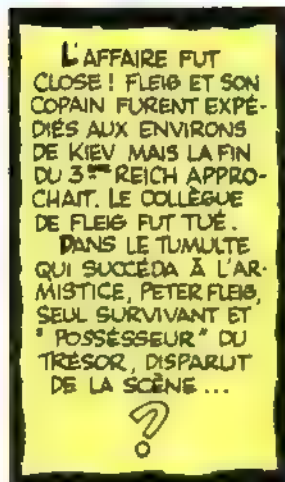 L'AFFAIRE FUT
CLOSE ! FLEIG ET SON
COPAIN FURENT EXPÉ-
DIÉS AUX ENVIRONS
DE KIEV MAIS LA FIN
DU 3ème REICH APPRO-
CHAIT. LE COLLÈGUE
DE FLEIG FUT TUÉ.
DANS LE TUMULTE
QUI SUCCÉDA À L'AR-
MISTICE, PETER FLEIG,
SEUL SURVIVANT ET
"POSSÉSSEUR" DU
TRÉSOR, DISPARUT
DE LA SCÈNE ...
?